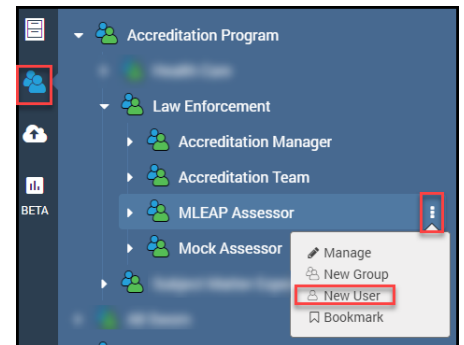 Accreditation Program
Law Enforcement
Accreditation Manager
Accreditation Team
BETA
MLEAP Assessor
Mock Assessor
Manage
New Group
New User
Bookmark